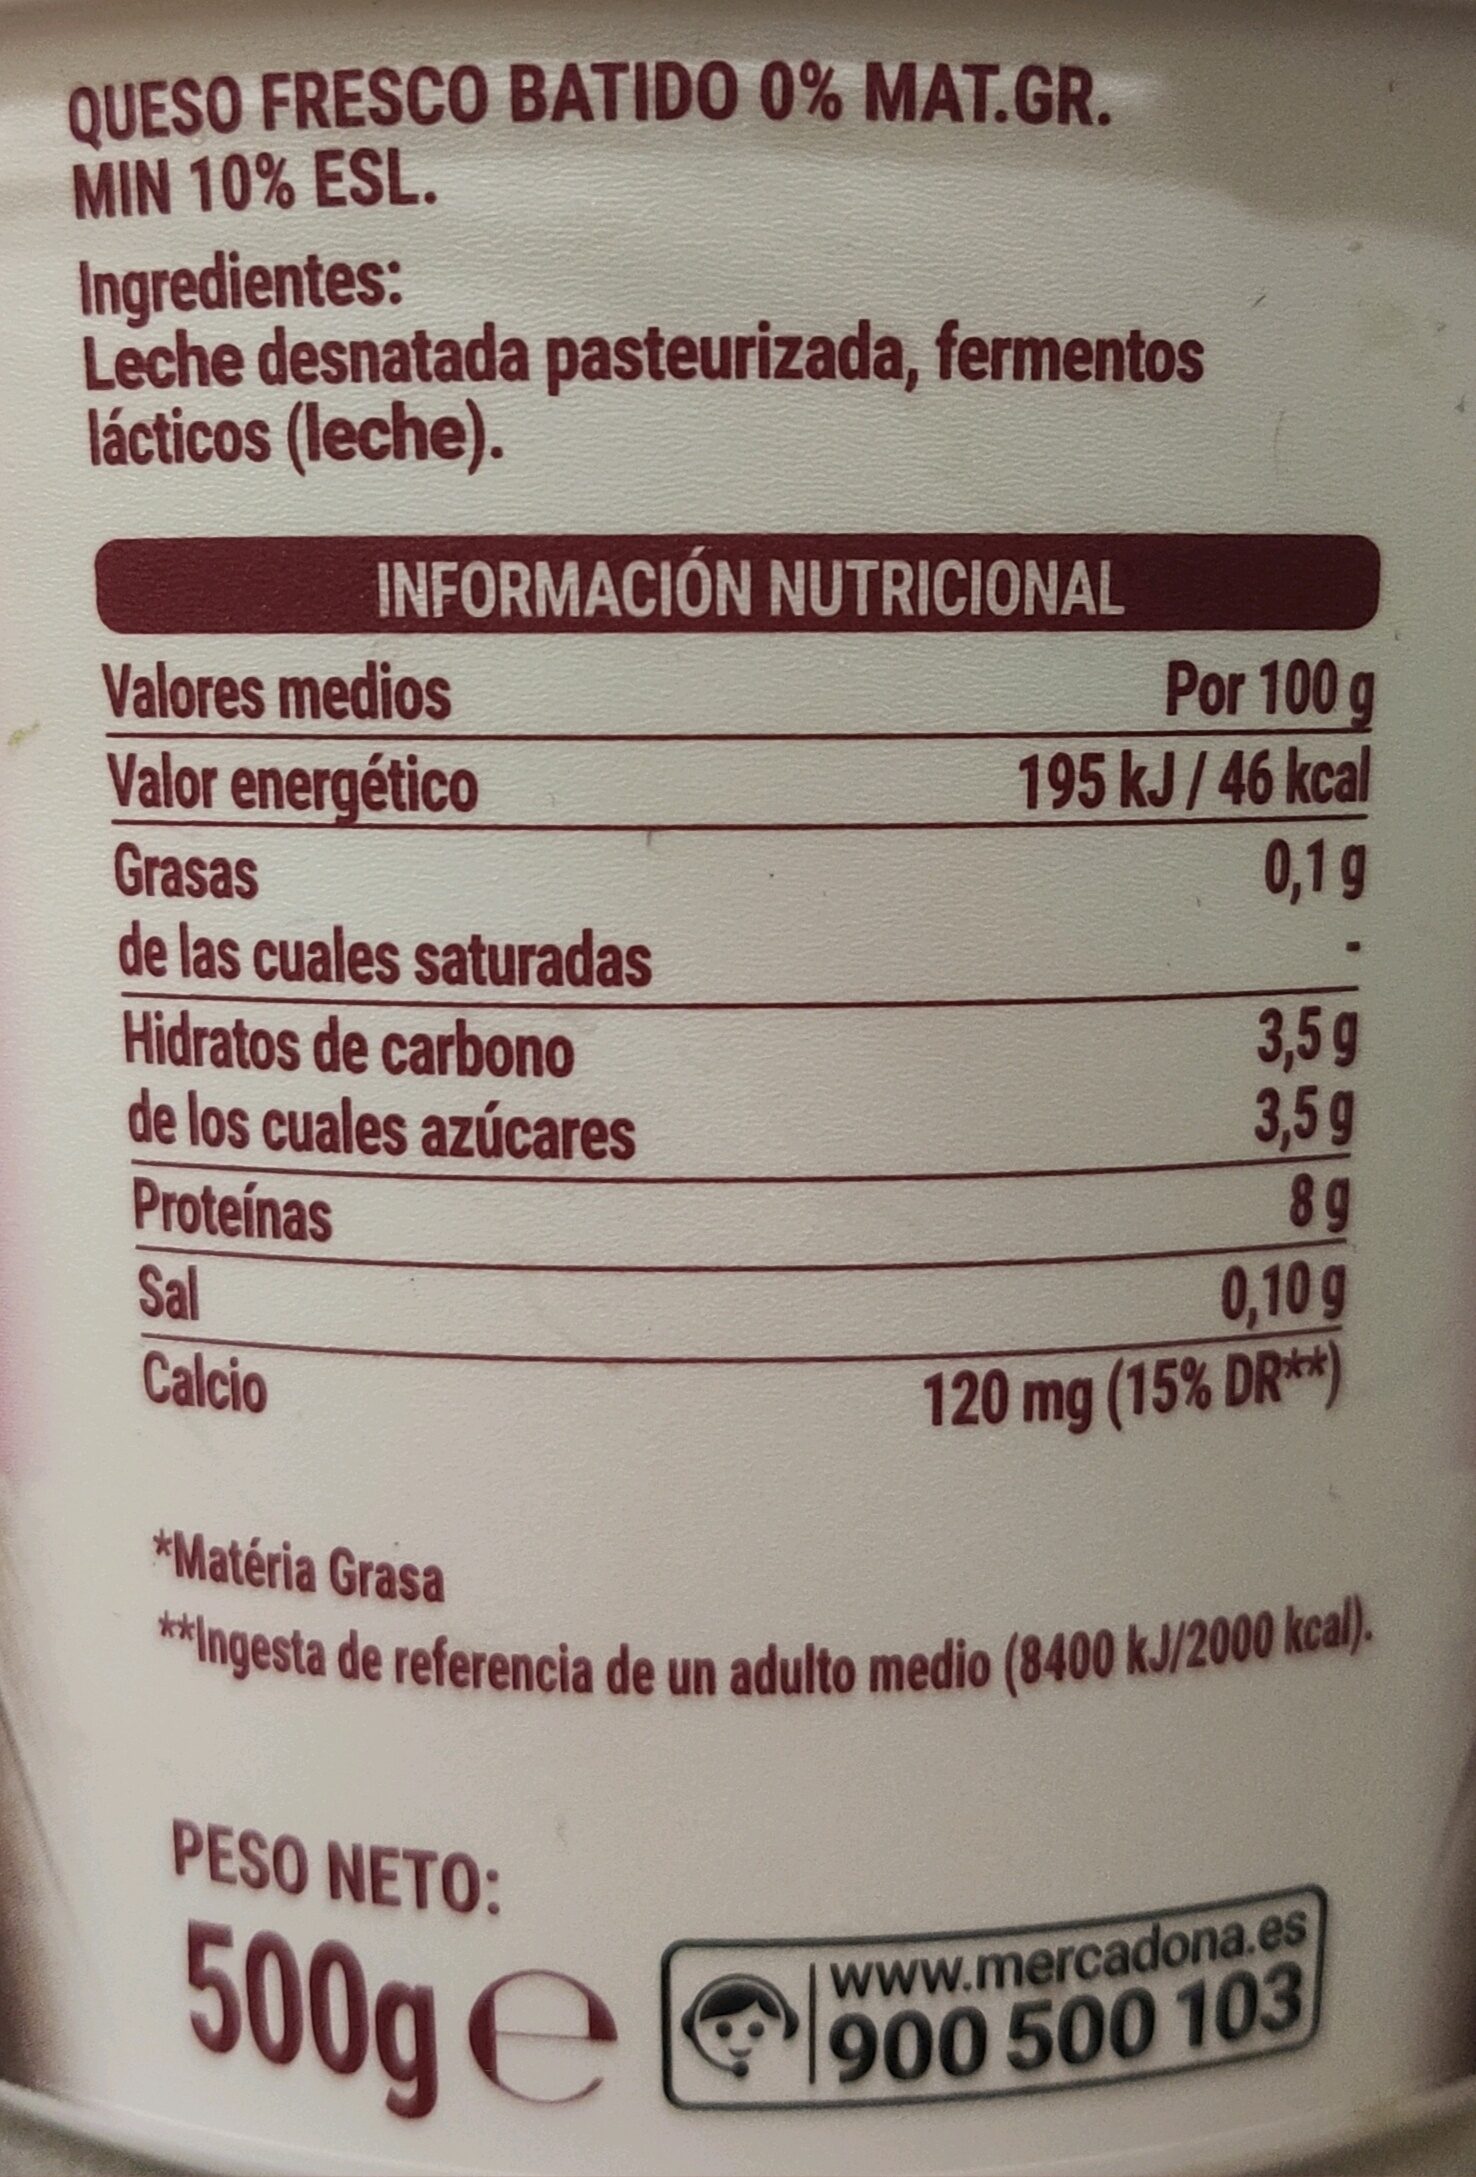 QUESO FRESCO BATIDO 0% MAT.GR.
MIN 10% ESL.
Ingredientes:
Leche desnatada pasteurizada, fermentos
lácticos (leche).
INFORMACIÓN NUTRICIONAL
Valores medios Por 100 g
Valor energético 195 kJ / 46 kcal
Grasas 0,1 g
de las cuales saturadas -
Hidratos de carbono 3,5 g
de los cuales azúcares 3,5 g
Proteínas 8 g
Sal 0,10 g
Calcio 120 mg (15% DR**)
*Matéria Grasa
**Ingesta de referencia de un adulto medio (8400 kJ/2000 kcal).
PESO NETO:
500g e
www.mercadona.es
900 500 103